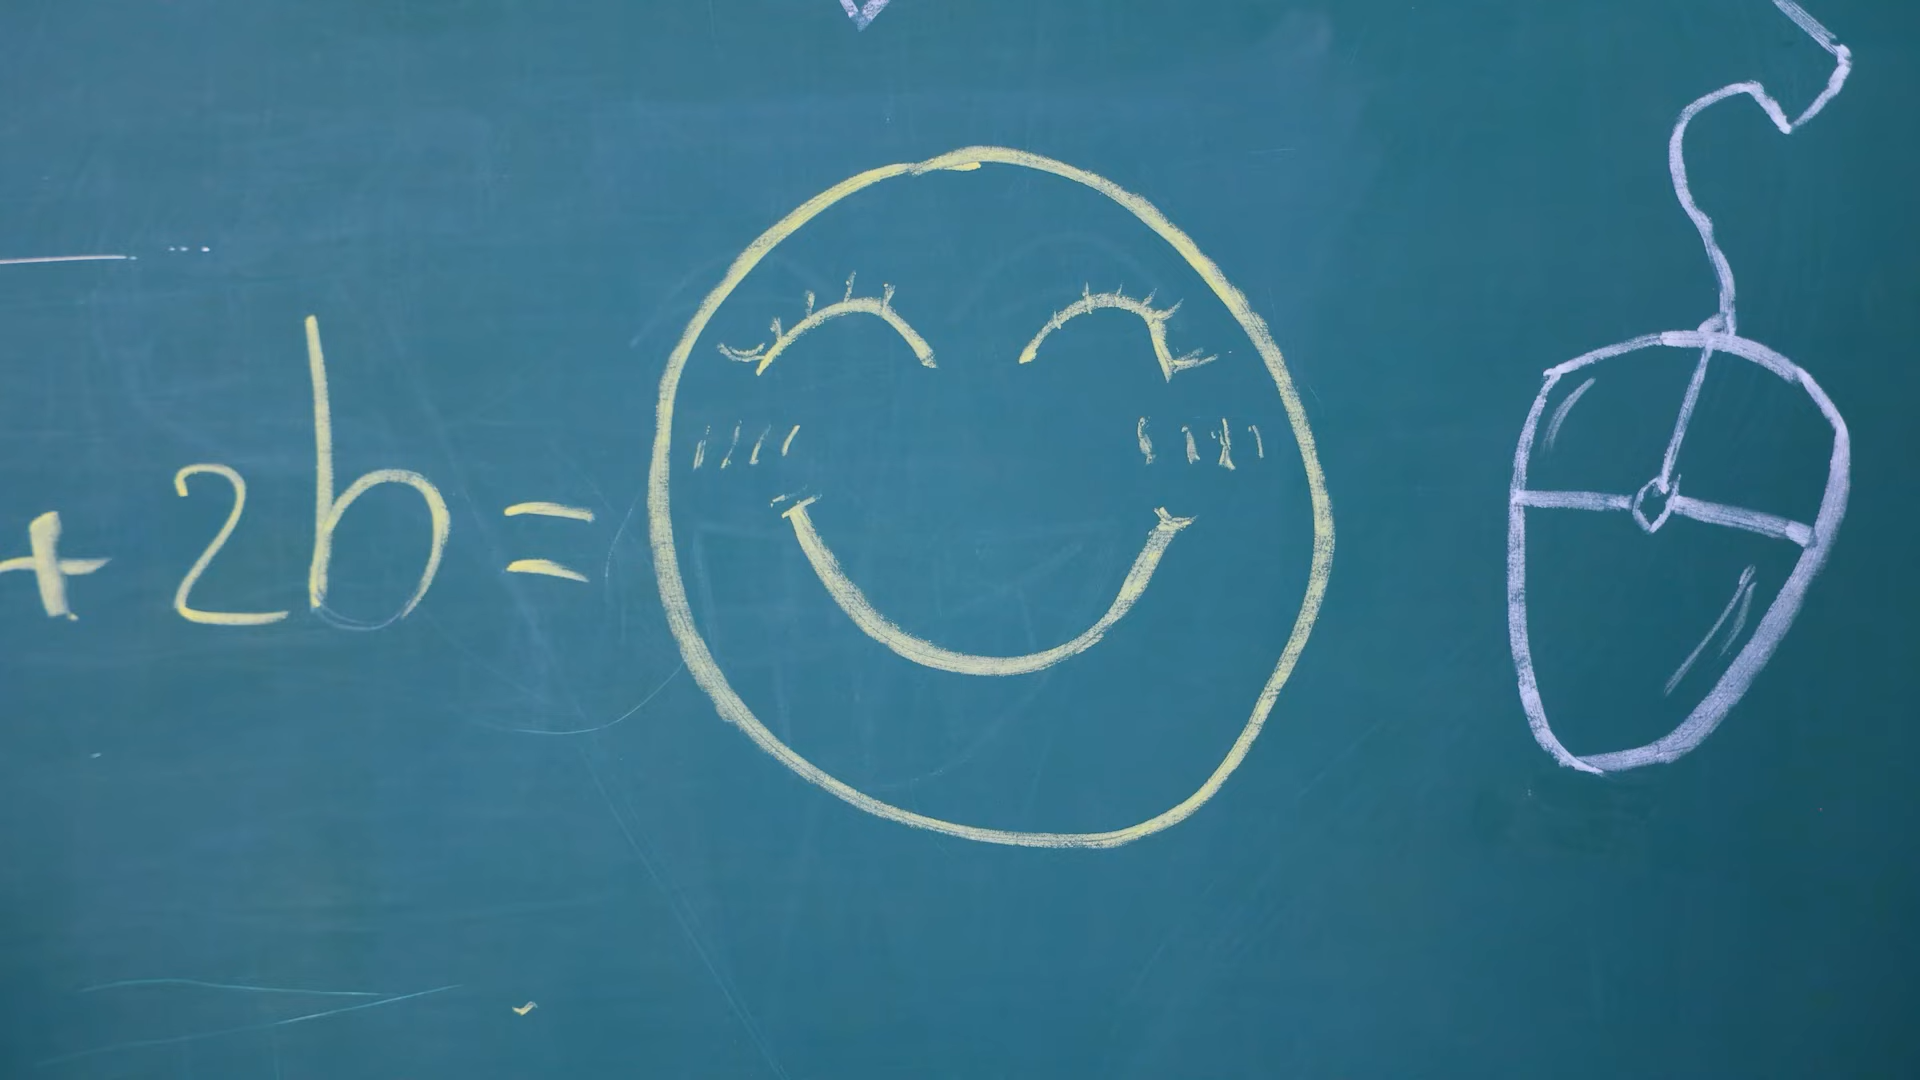 + 2b =